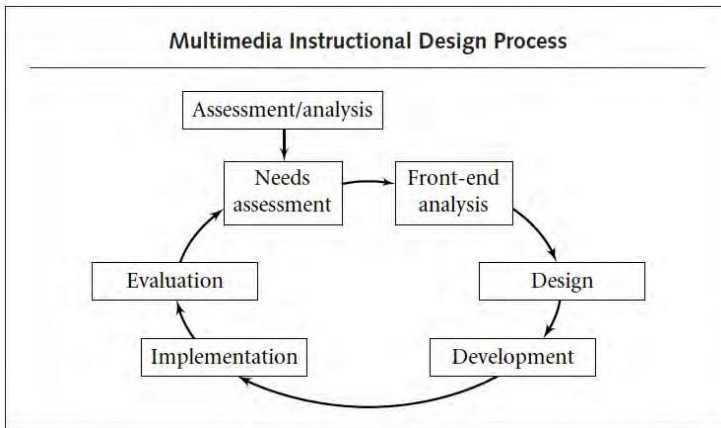 Multimedia Instructional Design Process
Assessment/analysis
Needs
assessment
Front-end
analysis
Evaluation
Design
Implementation
Development